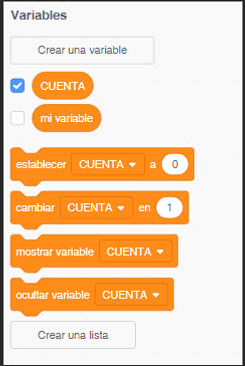 Variables
Crear una variable
CUENTA
mi variable
establecer CUENTA a 0
cambiar CUENTA en 1
mostrar variable CUENTA
ocultar variable CUENTA
Crear una lista